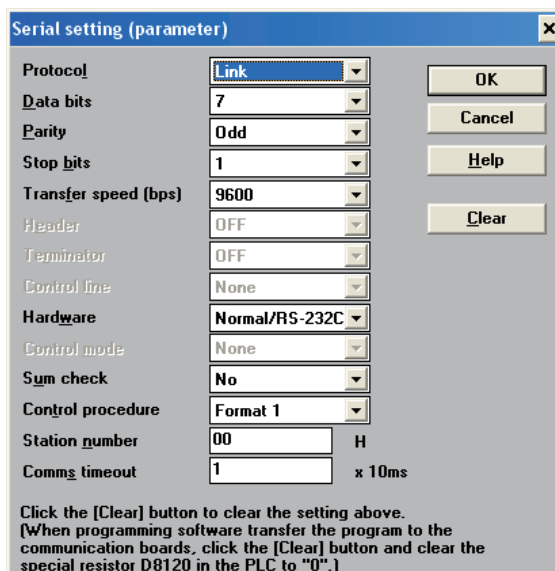 Serial setting (parameter)
Protocol Link
OK
Data bits 7
Parity Odd
Cancel
Stop bits 1
Help
Transfer speed (bps) 9600
Header OFF
Clear
Terminator OFF
Control line None
Hardware Normal/RS-232C
Control mode None
Sum check No
Control procedure Format 1
Station number 00 H
Comms timeout 1 x 10ms
Click the [Clear] button to clear the setting above.
(When programming software transfer the program to the
communication boards, click the [Clear] button and clear the
special resistor D8120 in the PLC to "0".)